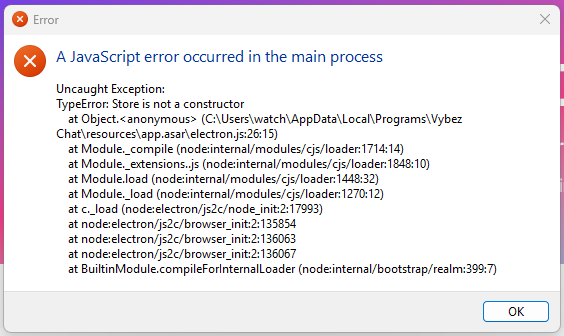 Error
A JavaScript error occurred in the main process
Uncaught Exception:
TypeError: Store is not a constructor
at Object.<anonymous> (C:\Users\watch\AppData\Local\Programs\Vybez
Chat\resources\app.asar\electron.js:26:15)
at Module._compile (node:internal/modules/cjs/loader:1714:14)
at Module._extensions..js (node:internal/modules/cjs/loader:1848:10)
at Module.load (node:internal/modules/cjs/loader:1448:32)
at Module._load (node:internal/modules/cjs/loader:1270:12)
at c._load (node:electron/js2c/node_init:2:17993)
at node:electron/js2c/browser_init:2:135854
at node:electron/js2c/browser_init:2:136063
at node:electron/js2c/browser_init:2:136067
at BuiltinModule.compileForInternalLoader (node:internal/bootstrap/realm:399:7)
OK